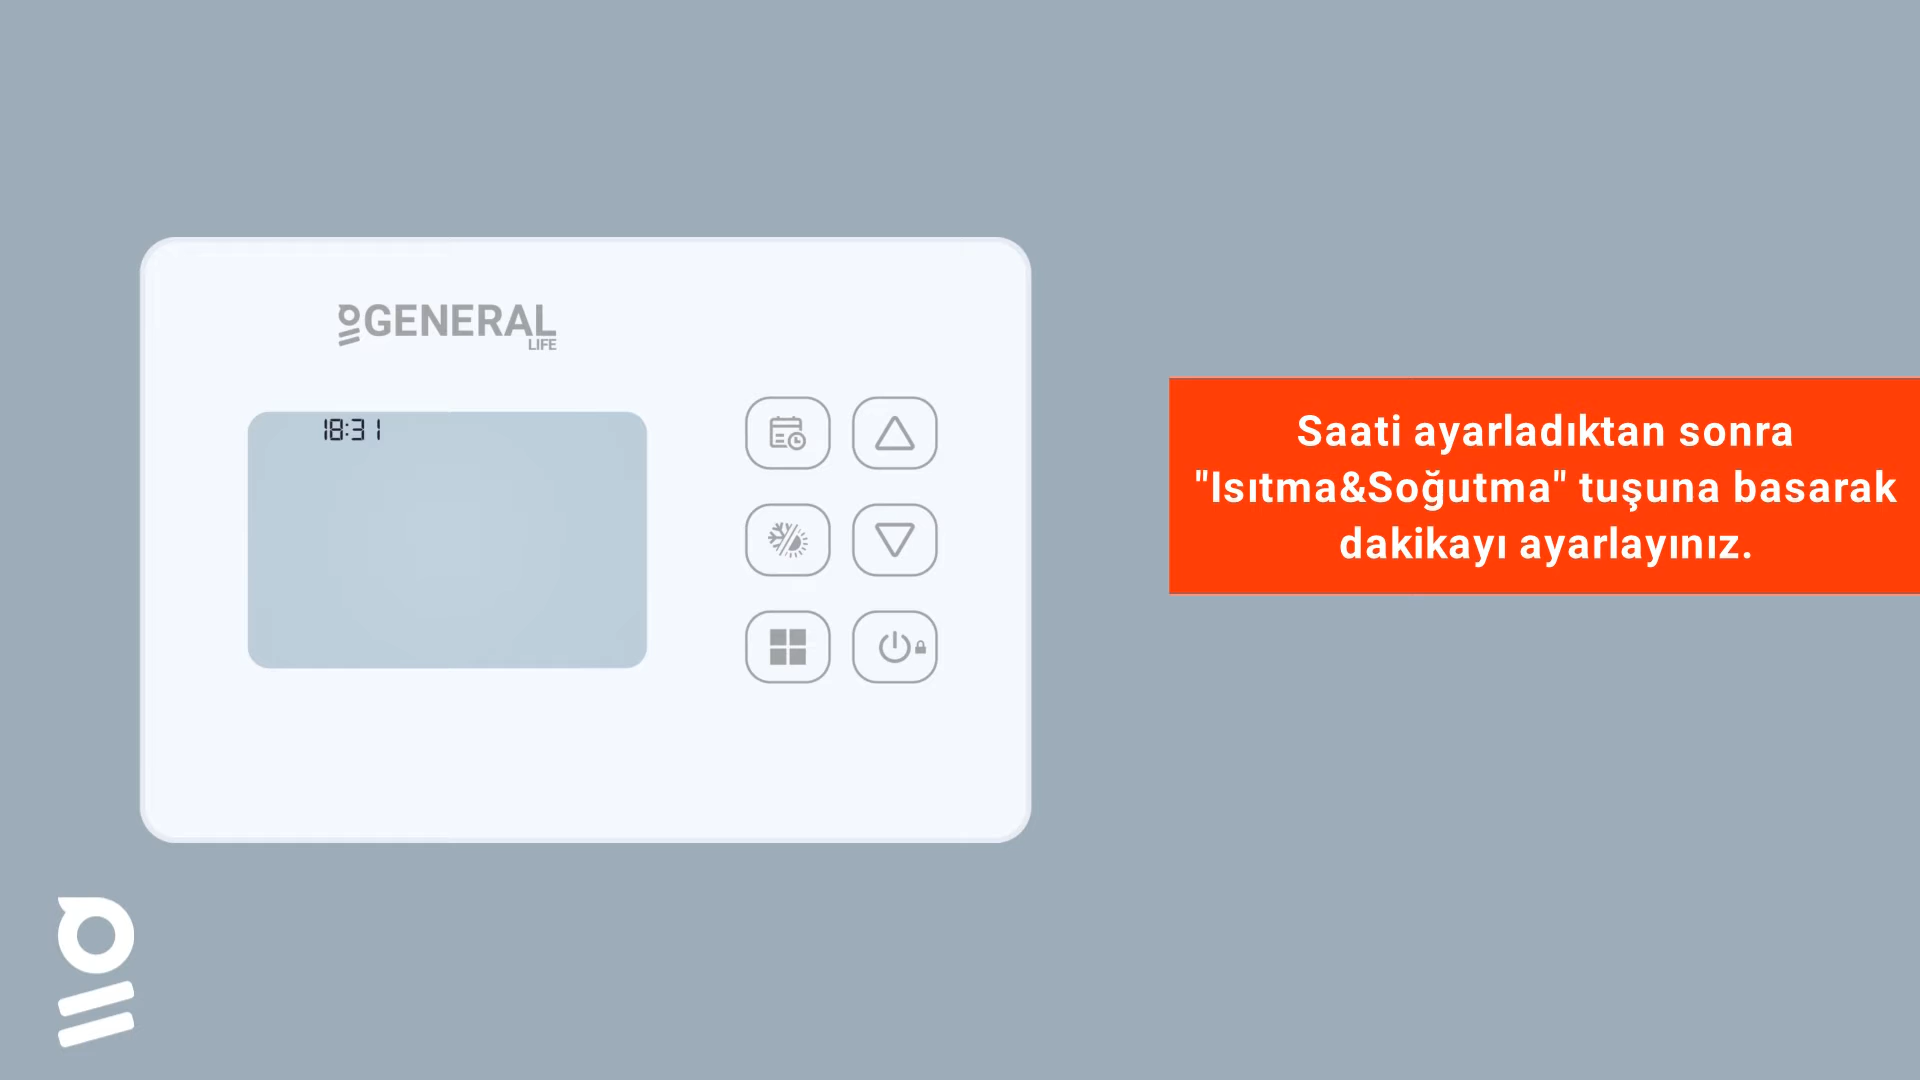 GENERAL
LIFE
18:31
Saati ayarladıktan sonra
"Isıtma&Soğutma" tuşuna basarak
dakikayı ayarlayınız.